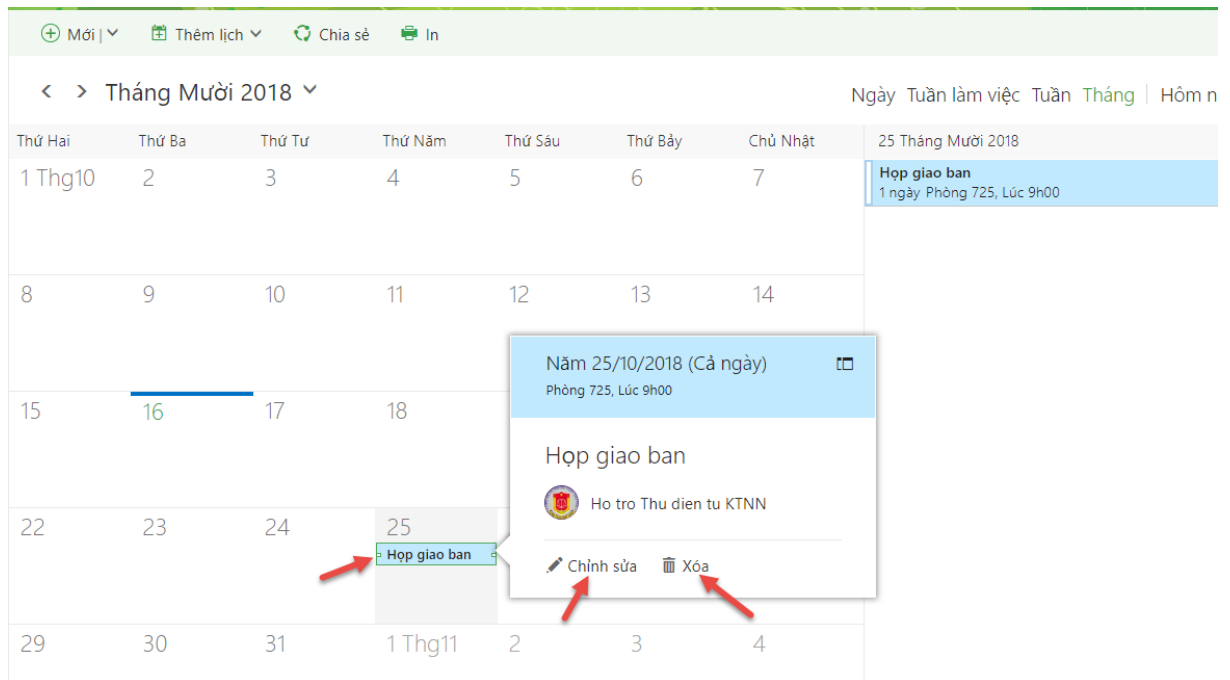 Mới | Thêm lịch Chia sẻ In
Tháng Mười 2018
Ngày Tuần làm việc Tuần Tháng Hôm n
Thứ Hai Thứ Ba Thứ Tư Thứ Năm Thứ Sáu Thứ Bảy Chủ Nhật
25 Tháng Mười 2018
1 Thg10 2 3 4 5 6 7
Họp giao ban
1 ngày Phòng 725, Lúc 9h00
8 9 10 11 12 13 14
Năm 25/10/2018 (Cả ngày)
Phòng 725, Lúc 9h00
15 16 17 18
Họp giao ban
Ho tro Thu dien tu KTNN
22 23 24 25
Họp giao ban
Chỉnh sửa Xóa
29 30 31 1 Thg11 2 3 4